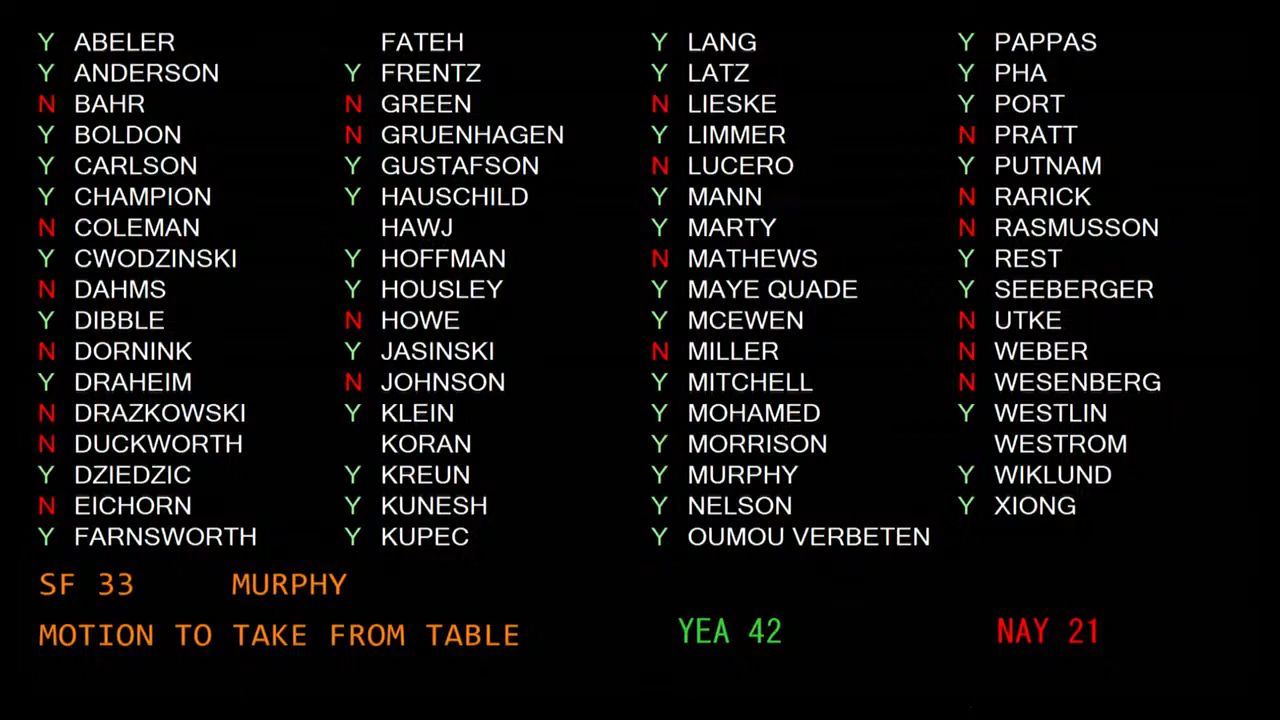 Y ABELER FATEH Y LANG Y PAPPAS
Y ANDERSON Y FRENTZ Y LATZ Y PHA
N BAHR N GREEN N LIESKE Y PORT
Y BOLDON N GRUENHAGEN Y LIMMER N PRATT
Y CARLSON Y GUSTAFSON N LUCERO Y PUTNAM
Y CHAMPION Y HAUSCHILD Y MANN N RARICK
N COLEMAN HAWJ Y MARTY N RASMUSSON
Y CWODZINSKI Y HOFFMAN N MATHEWS Y REST
N DAHMS Y HOUSLEY Y MAYE QUADE Y SEEBERGER
Y DIBBLE N HOWE Y MCEWEN N UTKE
N DORNINK Y JASINSKI N MILLER N WEBER
Y DRAHEIM N JOHNSON Y MITCHELL N WESENBERG
N DRAZKOWSKI Y KLEIN Y MOHAMED Y WESTLIN
N DUCKWORTH KORAN Y MORRISON WESTROM
Y DZIEDZIC Y KREUN Y MURPHY Y WIKLUND
N EICHORN Y KUNESH Y NELSON Y XIONG
Y FARNSWORTH Y KUPEC Y OUMOU VERBETEN
SF 33 MURPHY
MOTION TO TAKE FROM TABLE YEA 42 NAY 21